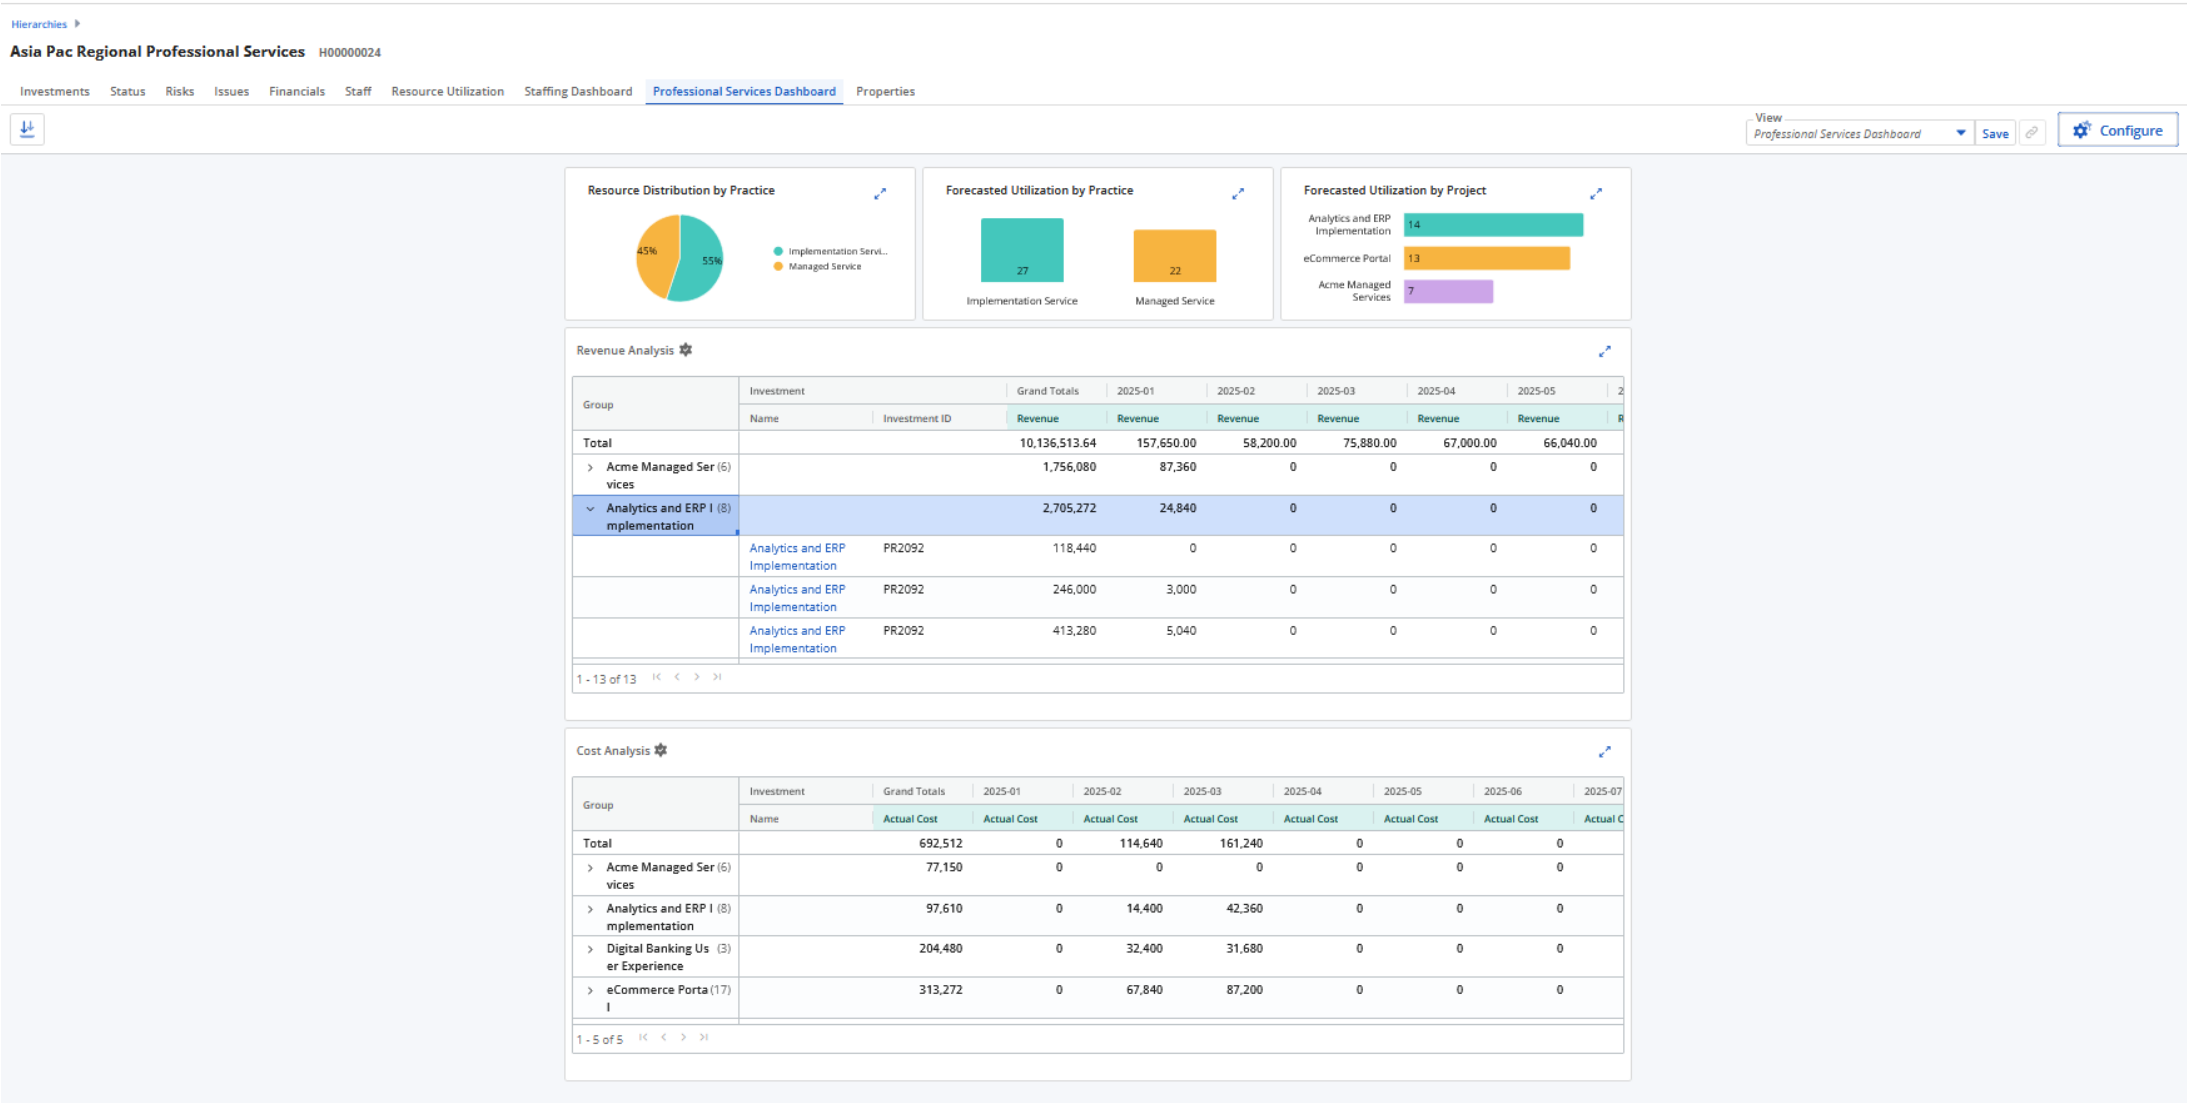 Hierarchies
Asia Pac Regional Professional Services H00000024
Investments Status Risks Issues Financials Staff Resource Utilization Staffing Dashboard Professional Services Dashboard Properties
View
Professional Services Dashboard Save Configure
Resource Distribution by Practice
45%
55%
Implementation Servi...
Managed Service
Forecasted Utilization by Practice
27 22
Implementation Service Managed Service
Forecasted Utilization by Project
Analytics and ERP
Implementation
14
eCommerce Portal 13
Acme Managed
Services
7
Revenue Analysis
Group
Investment Grand Totals 2025-01 2025-02 2025-03 2025-04 2025-05 2
Name Investment ID Revenue Revenue Revenue Revenue Revenue Revenue R
Total 10,136,513.64 157,650.00 58,200.00 75,880.00 67,000.00 66,040.00
Acme Managed Ser (6) 1,756,080 87,360 0 0 0 0
vices
Analytics and ERP I (8) 2,705,272 24,840 0 0 0 0
mplementation
Analytics and ERP PR2092 118,440 0 0 0 0 0
Implementation
Analytics and ERP PR2092 246,000 3,000 0 0 0 0
Implementation
Analytics and ERP PR2092 413,280 5,040 0 0 0 0
Implementation
1 - 13 of 13
Cost Analysis
Group
Investment Grand Totals 2025-01 2025-02 2025-03 2025-04 2025-05 2025-06 2025-07
Name Actual Cost Actual Cost Actual Cost Actual Cost Actual Cost Actual Cost Actual Cost Actual C
Total 692,512 0 114,640 161,240 0 0 0
Acme Managed Ser (6) 77,150 0 0 0 0 0 0
vices
Analytics and ERP I (8) 97,610 0 14,400 42,360 0 0 0
mplementation
Digital Banking Us (3) 204,480 0 32,400 31,680 0 0 0
er Experience
eCommerce Porta (17) 313,272 0 67,840 87,200 0 0 0
l
1 - 5 of 5